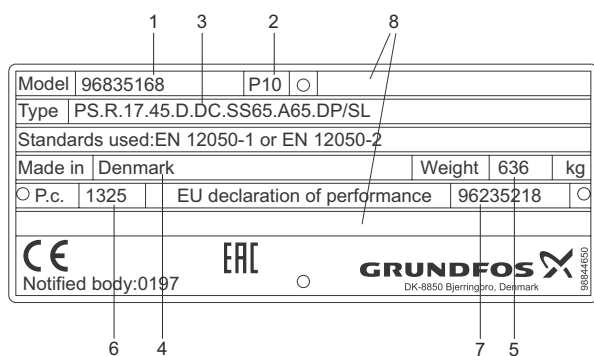 1 2 3 8
Model 96835168 P10
Type PS.R.17.45.D.DC.SS65.A65.DP/SL
Standards used:EN 12050-1 or EN 12050-2
Made in Denmark Weight 636 kg
P.c. 1325 EU declaration of performance 96235218
CE EAC GRUNDFOS X
Notified body:0197 DK-8850 Bjerringbro, Denmark
98844650
6 4 7 5